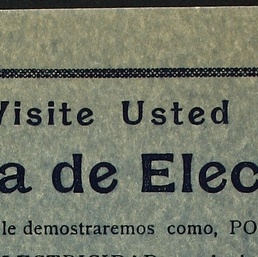 Visite Usted
a de Elec
le demostraremos como, PO